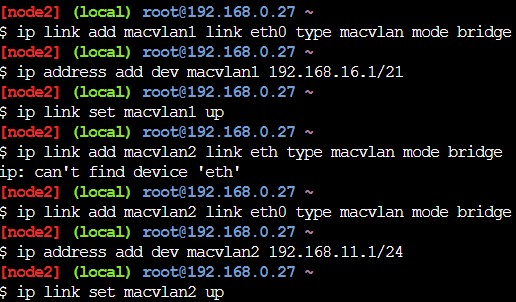 [node2] (local) root@192.168.0.27 ~
$ ip link add macvlan1 link eth0 type macvlan mode bridge
[node2] (local) root@192.168.0.27 ~
$ ip address add dev macvlan1 192.168.16.1/21
[node2] (local) root@192.168.0.27 ~
$ ip link set macvlan1 up
[node2] (local) root@192.168.0.27 ~
$ ip link add macvlan2 link eth type macvlan mode bridge
ip: can't find device 'eth'
[node2] (local) root@192.168.0.27 ~
$ ip link add macvlan2 link eth0 type macvlan mode bridge
[node2] (local) root@192.168.0.27 ~
$ ip address add dev macvlan2 192.168.11.1/24
[node2] (local) root@192.168.0.27 ~
$ ip link set macvlan2 up